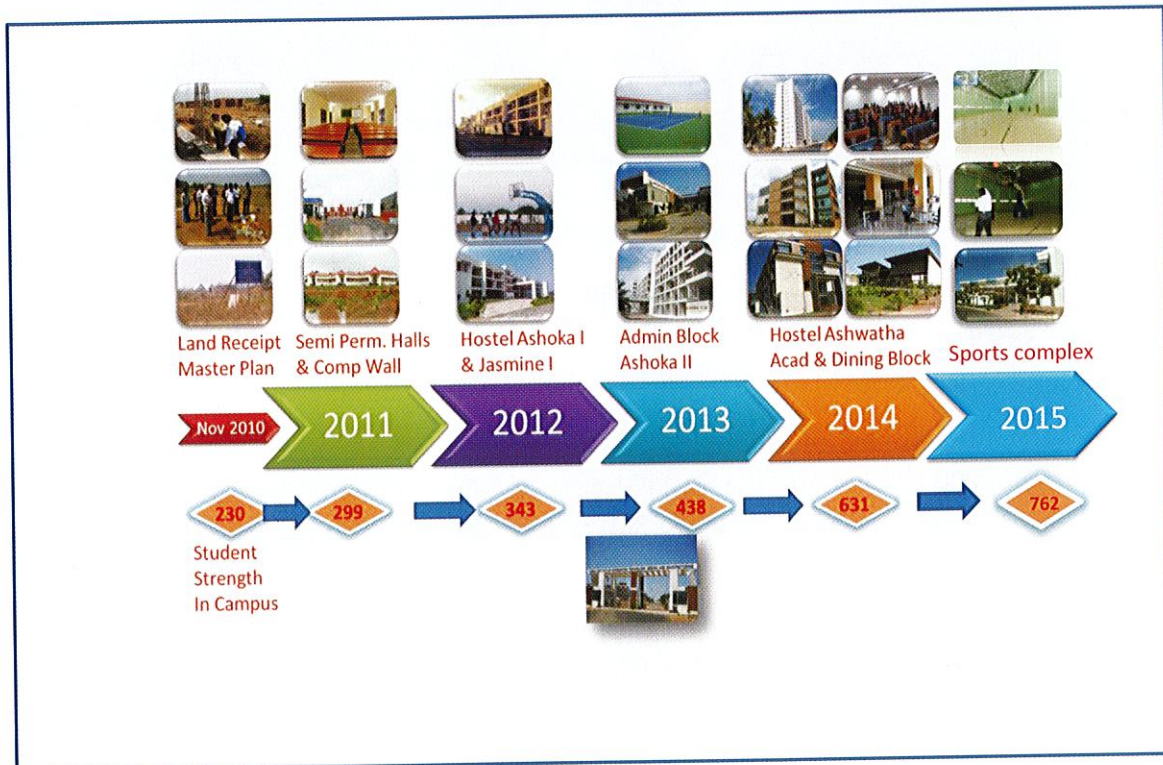 Land Receipt
Master Plan
Semi Perm. Halls
& Comp Wall
Hostel Ashoka I
& Jasmine I
Admin Block
Ashoka II
Hostel Ashwatha
Acad & Dining Block
Sports complex
Nov 2010
2011
2012
2013
2014
2015
230
299
343
438
631
762
Student
Strength
In Campus